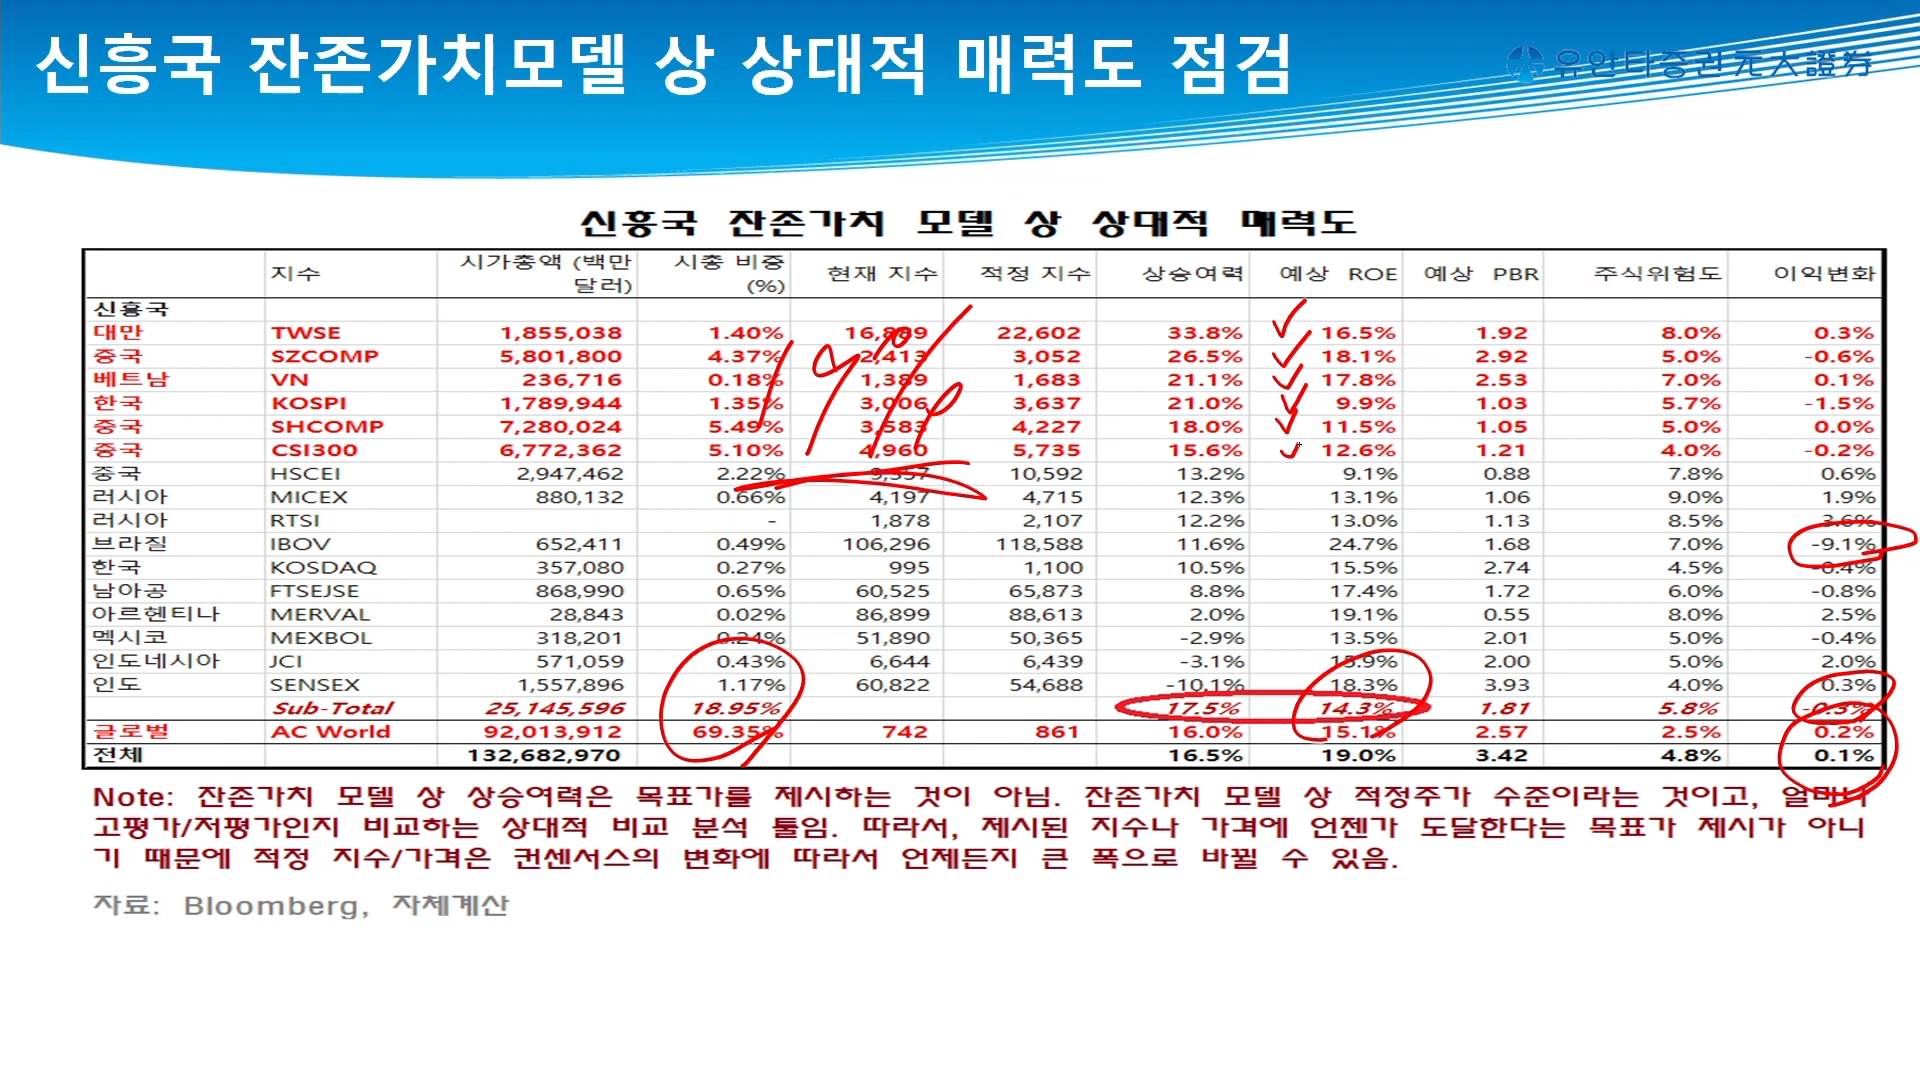 신흥국 잔존가치모델 상 상대적 매력도 점검
유안타증권 元大證券
신흥국 잔존가치 모델 상 상대적 매력도
지수 시가총액 (백만 달러) 시총 비중 (%) 현재 지수 적정 지수 상승여력 예상 ROE 예상 PBR 주식위험도 이익변화
신흥국
대만 TWSE 1,855,038 1.40% 16,889 22,602 33.8% 16.5% 1.92 8.0% 0.3%
중국 SZCOMP 5,801,800 4.37% 2,413 3,052 26.5% 18.1% 2.92 5.0% -0.6%
베트남 VN 236,716 0.18% 1,389 1,683 21.1% 17.8% 2.53 7.0% 0.1%
한국 KOSPI 1,789,944 1.35% 3,006 3,637 21.0% 9.9% 1.03 5.7% -1.5%
중국 SHCOMP 7,280,024 5.49% 3,583 4,227 18.0% 11.5% 1.05 5.0% 0.0%
중국 CSI300 6,772,362 5.10% 4,960 5,735 15.6% 12.6% 1.21 4.0% -0.2%
중국 HSCEI 2,947,462 2.22% 10,592 13.2% 9.1% 0.88 7.8% 0.6%
러시아 MICEX 880,132 0.66% 4,197 4,715 12.3% 13.1% 1.06 9.0% 1.9%
러시아 RTSI - 1,878 2,107 12.2% 13.0% 1.13 8.5% 3.6%
브라질 IBOV 652,411 0.49% 106,296 118,588 11.6% 24.7% 1.68 7.0% -9.1%
한국 KOSDAQ 357,080 0.27% 995 1,100 10.5% 15.5% 2.74 4.5% -0.4%
남아공 FTSEJSE 868,990 0.65% 60,525 65,873 8.8% 17.4% 1.72 6.0% -0.8%
아르헨티나 MERVAL 28,843 0.02% 86,899 88,613 2.0% 19.1% 0.55 8.0% 2.5%
멕시코 MEXBOL 318,201 0.24% 51,890 50,365 -2.9% 13.5% 2.01 5.0% -0.4%
인도네시아 JCI 571,059 0.43% 6,644 6,439 -3.1% 15.9% 2.00 5.0% 2.0%
인도 SENSEX 1,557,896 1.17% 60,822 54,688 -10.1% 18.3% 3.93 4.0% 0.3%
Sub-Total 25,145,596 18.95% 17.5% 14.3% 1.81 5.8%
글로벌 AC World 92,013,912 69.35% 742 861 16.0% 15.1% 2.57 2.5% 0.2%
전체 132,682,970 16.5% 19.0% 3.42 4.8% 0.1%
Note: 잔존가치 모델 상 상승여력은 목표가를 제시하는 것이 아님. 잔존가치 모델 상 적정주가 수준이라는 것이고, 얼마나
고평가/저평가인지 비교하는 상대적 비교 분석 툴임. 따라서, 제시된 지수나 가격에 언젠가 도달한다는 목표가 제시가 아니
기 때문에 적정 지수/가격은 컨센서스의 변화에 따라서 언제든지 큰 폭으로 바뀔 수 있음.
자료: Bloomberg, 자체계산